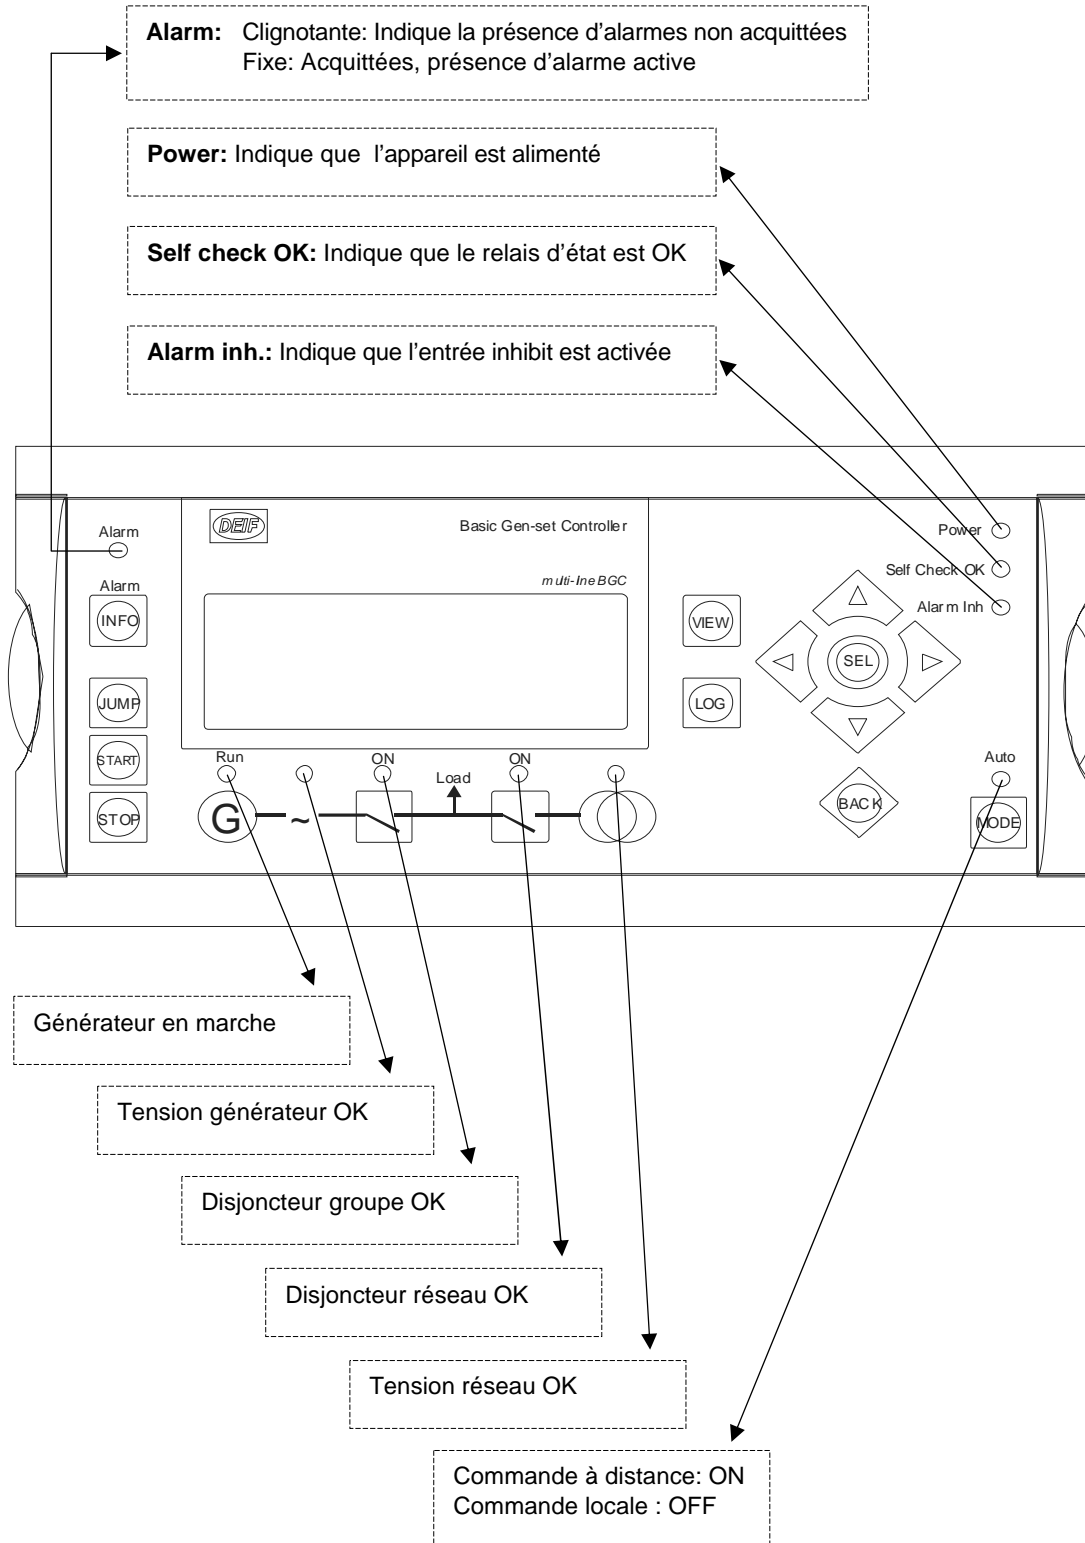 Alarm: Clignotante: Indique la présence d'alarmes non acquittées
Fixe: Acquittées, présence d'alarme active
Power: Indique que l'appareil est alimenté
Self check OK: Indique que le relais d'état est OK
Alarm inh.: Indique que l'entrée inhibit est activée
Alarm
DEIF
Basic Gen-set Controller
Power
Self Check OK
Alarm
multi-line BGC
Alarm Inh
INFO
VIEW
SEL
JUMP
LOG
START
Run
ON
Load
ON
Auto
STOP
G
~
BACK
MODE
Générateur en marche
Tension générateur OK
Disjoncteur groupe OK
Disjoncteur réseau OK
Tension réseau OK
Commande à distance: ON
Commande locale : OFF